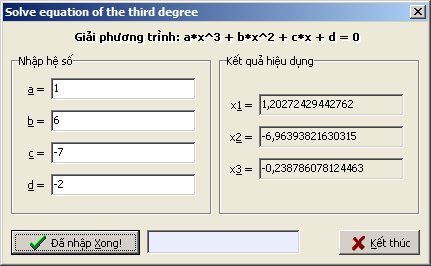 Solve equation of the third degree
Giải phương trình: a*x^3 + b*x^2 + c*x + d = 0
Nhập hệ số
a = 1
b = 6
c = -7
d = -2
Kết quả hiệu dụng
x1 = 1,20272429442762
x2 = -6,96393821630315
x3 = -0,238786078124463
Đã nhập Xong!
Kết thúc